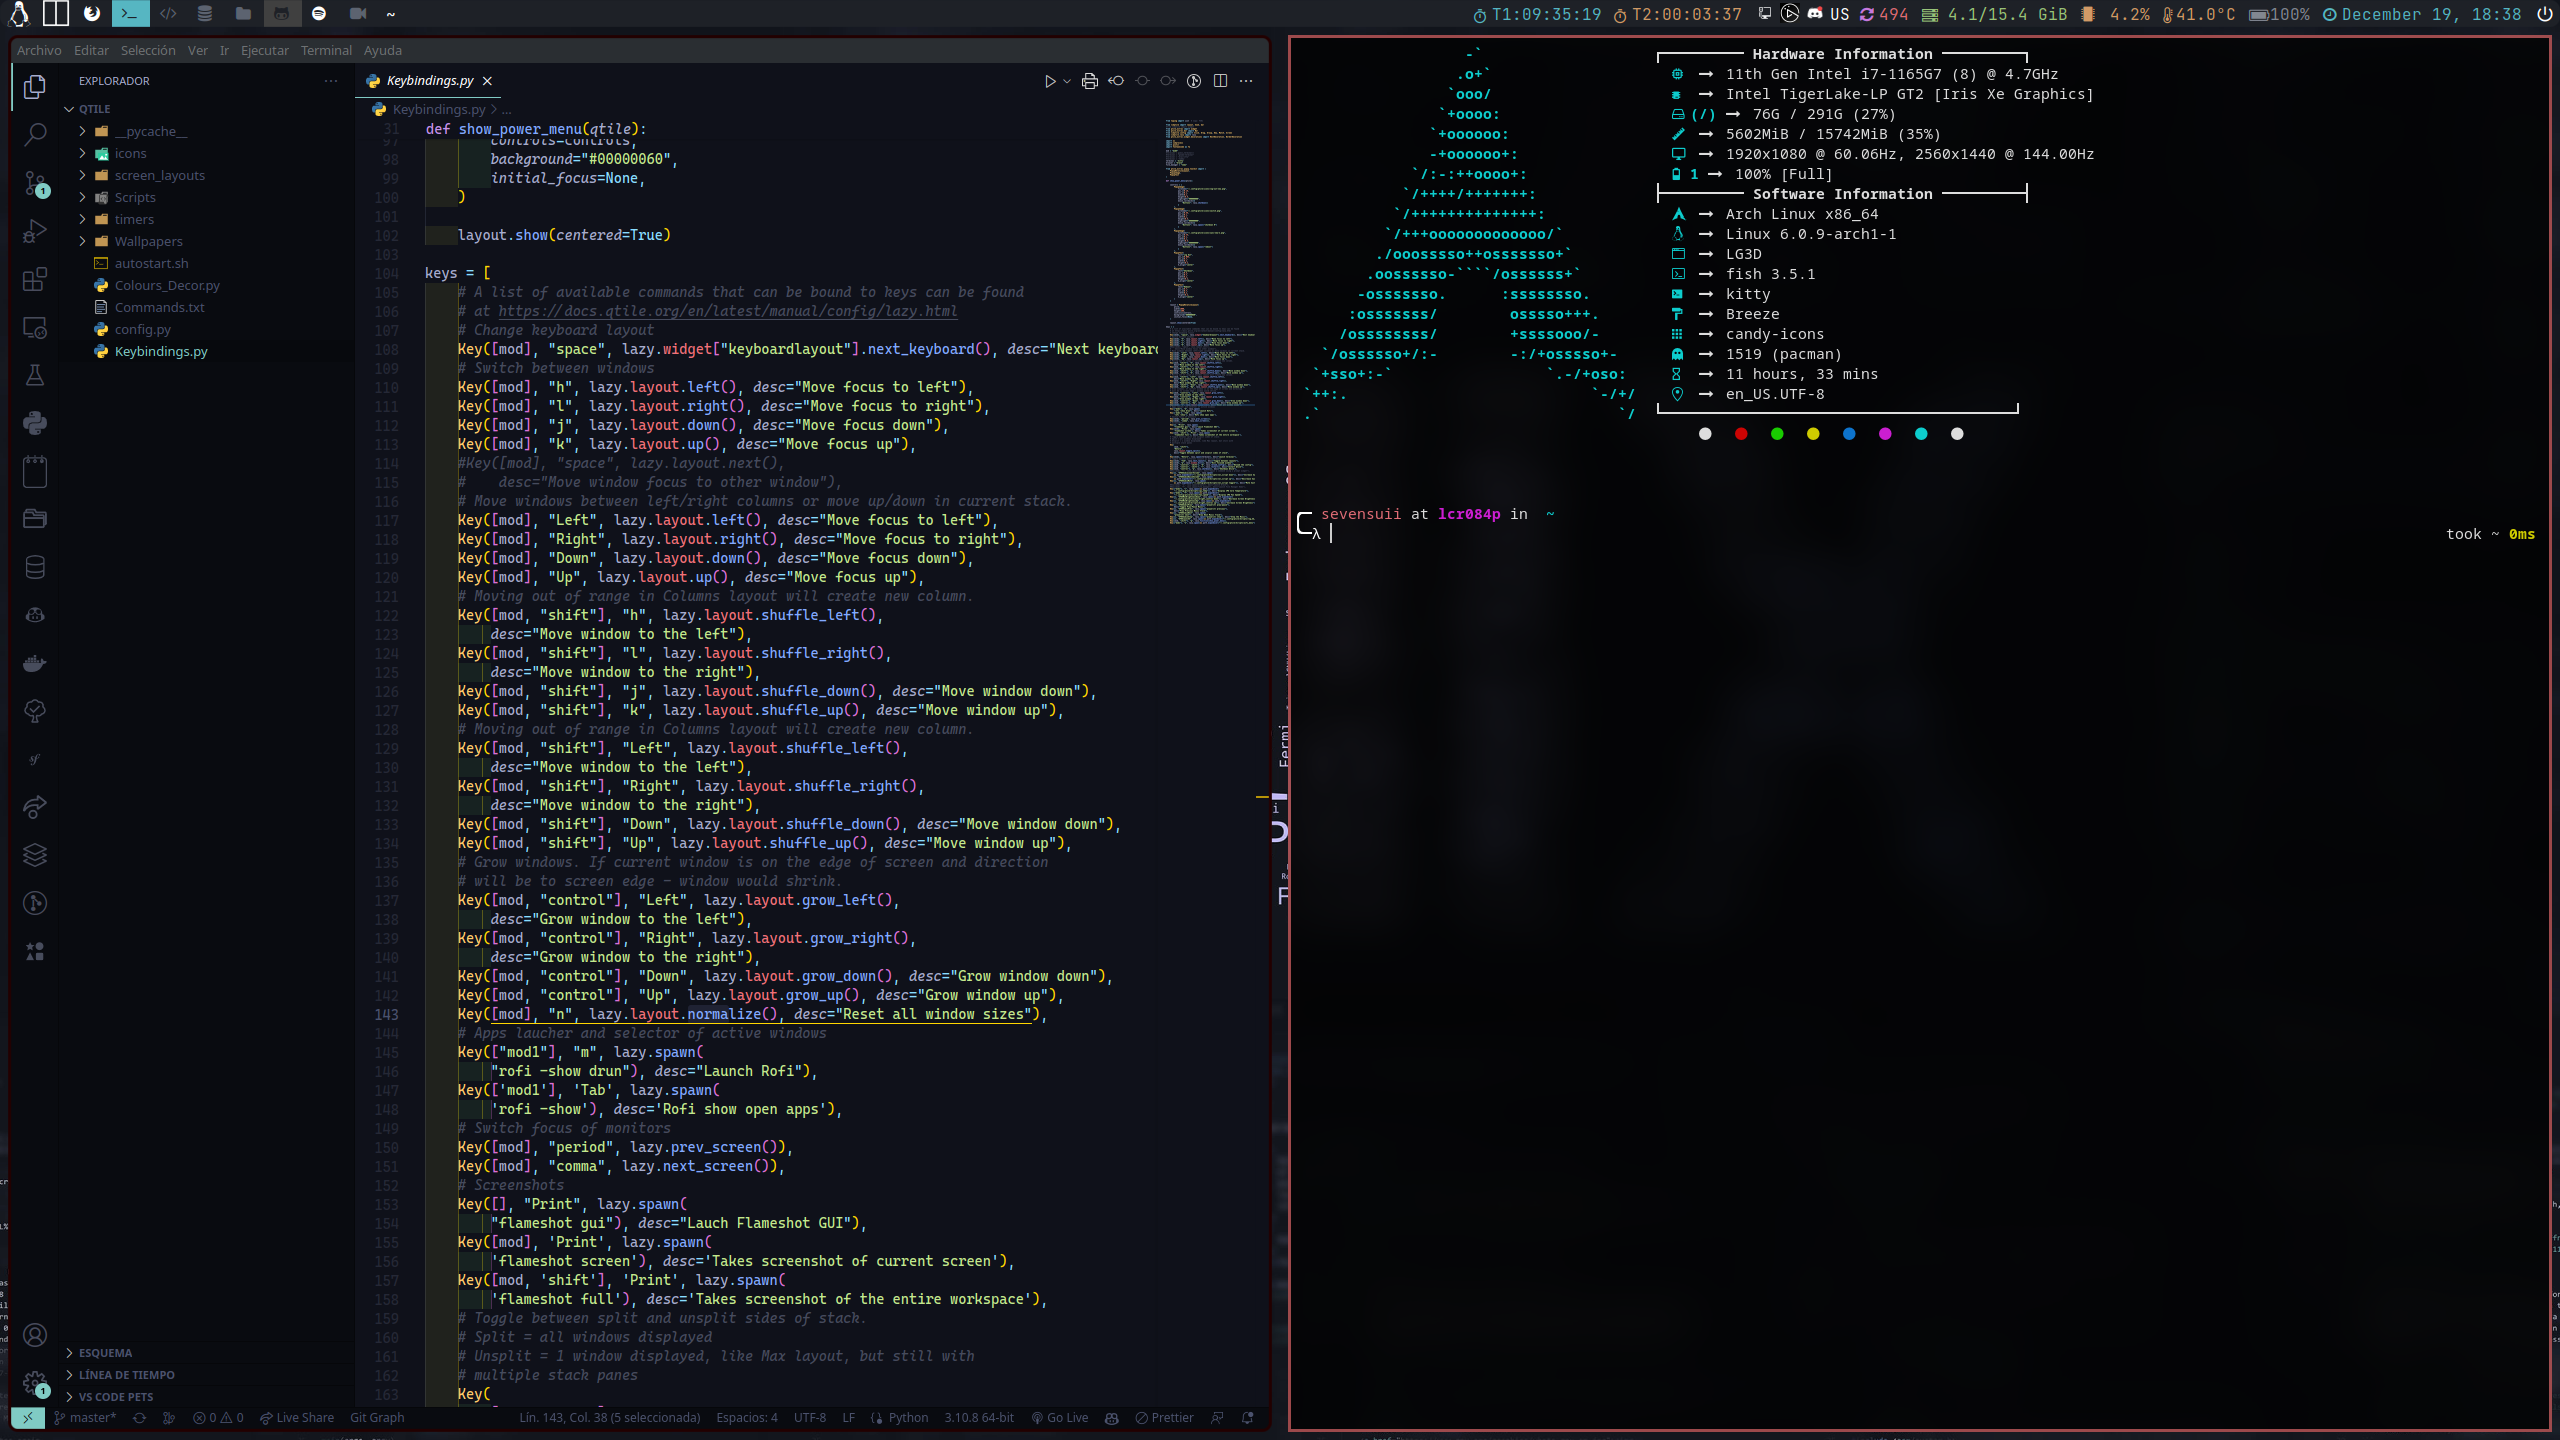 ~
T1:09:35:19 T2:00:03:37 US 494 4.1/15.4 GiB 4.2% 41.0°C 100% December 19, 18:38
Archivo Editar Selección Ver Ir Ejecutar Terminal Ayuda
EXPLORADOR
QTILE
__pycache__
icons
screen_layouts
Scripts
timers
Wallpapers
autostart.sh
Colours_Decor.py
Commands.txt
config.py
Keybindings.py
ESQUEMA
LÍNEA DE TIEMPO
VS CODE PETS
Keybindings.py
Keybindings.py > ...
31 def show_power_menu(qtile):
97 controls=controls,
98 background="#00000060",
99 initial_focus=None,
100 )
101
102 layout.show(centered=True)
103
104 keys = [
105 # A list of available commands that can be bound to keys can be found
106 # at https://docs.qtile.org/en/latest/manual/config/lazy.html
107 # Change keyboard layout
108 Key([mod], "space", lazy.widget["keyboardlayout"].next_keyboard(), desc="Next keyboard
109 # Switch between windows
110 Key([mod], "h", lazy.layout.left(), desc="Move focus to left"),
111 Key([mod], "l", lazy.layout.right(), desc="Move focus to right"),
112 Key([mod], "j", lazy.layout.down(), desc="Move focus down"),
113 Key([mod], "k", lazy.layout.up(), desc="Move focus up"),
114 #Key([mod], "space", lazy.layout.next(),
115 # desc="Move window focus to other window"),
116 # Move windows between left/right columns or move up/down in current stack.
117 Key([mod], "Left", lazy.layout.left(), desc="Move focus to left"),
118 Key([mod], "Right", lazy.layout.right(), desc="Move focus to right"),
119 Key([mod], "Down", lazy.layout.down(), desc="Move focus down"),
120 Key([mod], "Up", lazy.layout.up(), desc="Move focus up"),
121 # Moving out of range in Columns layout will create new column.
122 Key([mod, "shift"], "h", lazy.layout.shuffle_left(),
123 desc="Move window to the left"),
124 Key([mod, "shift"], "l", lazy.layout.shuffle_right(),
125 desc="Move window to the right"),
126 Key([mod, "shift"], "j", lazy.layout.shuffle_down(), desc="Move window down"),
127 Key([mod, "shift"], "k", lazy.layout.shuffle_up(), desc="Move window up"),
128 # Moving out of range in Columns layout will create new column.
129 Key([mod, "shift"], "Left", lazy.layout.shuffle_left(),
130 desc="Move window to the left"),
131 Key([mod, "shift"], "Right", lazy.layout.shuffle_right(),
132 desc="Move window to the right"),
133 Key([mod, "shift"], "Down", lazy.layout.shuffle_down(), desc="Move window down"),
134 Key([mod, "shift"], "Up", lazy.layout.shuffle_up(), desc="Move window up"),
135 # Grow windows. If current window is on the edge of screen and direction
136 # will be to screen edge - window would shrink.
137 Key([mod, "control"], "Left", lazy.layout.grow_left(),
138 desc="Grow window to the left"),
139 Key([mod, "control"], "Right", lazy.layout.grow_right(),
140 desc="Grow window to the right"),
141 Key([mod, "control"], "Down", lazy.layout.grow_down(), desc="Grow window down"),
142 Key([mod, "control"], "Up", lazy.layout.grow_up(), desc="Grow window up"),
143 Key([mod], "n", lazy.layout.normalize(), desc="Reset all window sizes"),
144 # Apps laucher and selector of active windows
145 Key(["mod1"], "m", lazy.spawn(
146 "rofi -show drun"), desc="Launch Rofi"),
147 Key(['mod1'], 'Tab', lazy.spawn(
148 'rofi -show'), desc='Rofi show open apps'),
149 # Switch focus of monitors
150 Key([mod], "period", lazy.prev_screen()),
151 Key([mod], "comma", lazy.next_screen()),
152 # Screenshots
153 Key([], "Print", lazy.spawn(
154 "flameshot gui"), desc="Lauch Flameshot GUI"),
155 Key([mod], 'Print', lazy.spawn(
156 'flameshot screen'), desc='Takes screenshot of current screen'),
157 Key([mod, 'shift'], 'Print', lazy.spawn(
158 'flameshot full'), desc='Takes screenshot of the entire workspace'),
159 # Toggle between split and unsplit sides of stack.
160 # Split = all windows displayed
161 # Unsplit = 1 window displayed, like Max layout, but still with
162 # multiple stack panes
163 Key(
master* 0 0 Live Share Git Graph Lín. 143, Col. 38 (5 seleccionada) Espacios: 4 UTF-8 LF Python 3.10.8 64-bit Go Live Prettier
-`
.o+`
`ooo/
`+oooo:
`+oooooo:
-+oooooo+:
`/:-:++oooo+:
`/++++/+++++++:
`/++++++++++++++:
`/+++ooooooooooooo/`
./ooosssso++osssssso+`
.oossssso-````/ossssss+`
-osssssso. :ssssssso.
:osssssss/ osssso+++.
/ossssssss/ +ssssooo/-
`/ossssso+/:- -:/+osssso+-
`+sso+:-` `.-/+oso:
`++:. `-/+/
.` `/
Hardware Information
11th Gen Intel i7-1165G7 (8) @ 4.7GHz
Intel TigerLake-LP GT2 [Iris Xe Graphics]
(/) 76G / 291G (27%)
5602MiB / 15742MiB (35%)
1920x1080 @ 60.06Hz, 2560x1440 @ 144.00Hz
1 100% [Full]
Software Information
Arch Linux x86_64
Linux 6.0.9-arch1-1
LG3D
fish 3.5.1
kitty
Breeze
candy-icons
1519 (pacman)
11 hours, 33 mins
en_US.UTF-8
sevensuii at lcr084p in ~
λ
took ~ 0ms